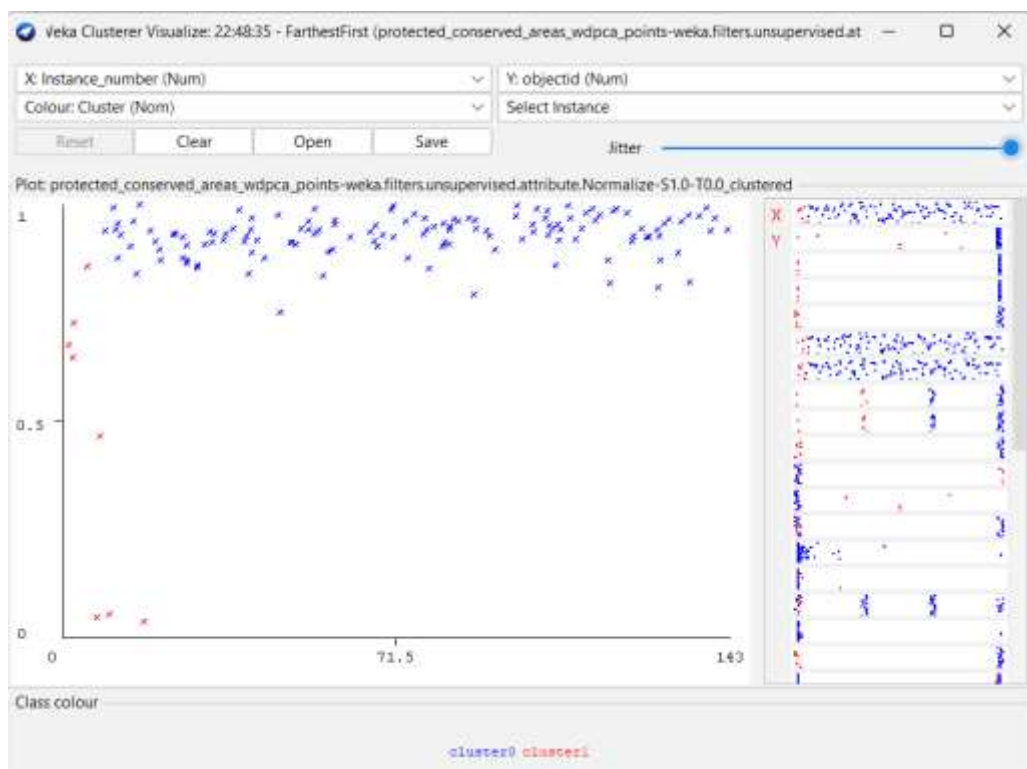 Weka Clusterer Visualize: 22:48:35 - FarthestFirst (protected_conserved_areas_wdpca_points-weka.filters.unsupervised.at
X: Instance_number (Num)
Y: objectid (Num)
Colour: Cluster (Nom)
Select Instance
Reset
Clear
Open
Save
Jitter
Plot: protected_conserved_areas_wdpca_points-weka.filters.unsupervised.attribute.Normalize-S1.0-T0.0_clustered
1
X
Y
0.5
0
0
71.5
143
Class colour
cluster0 cluster1